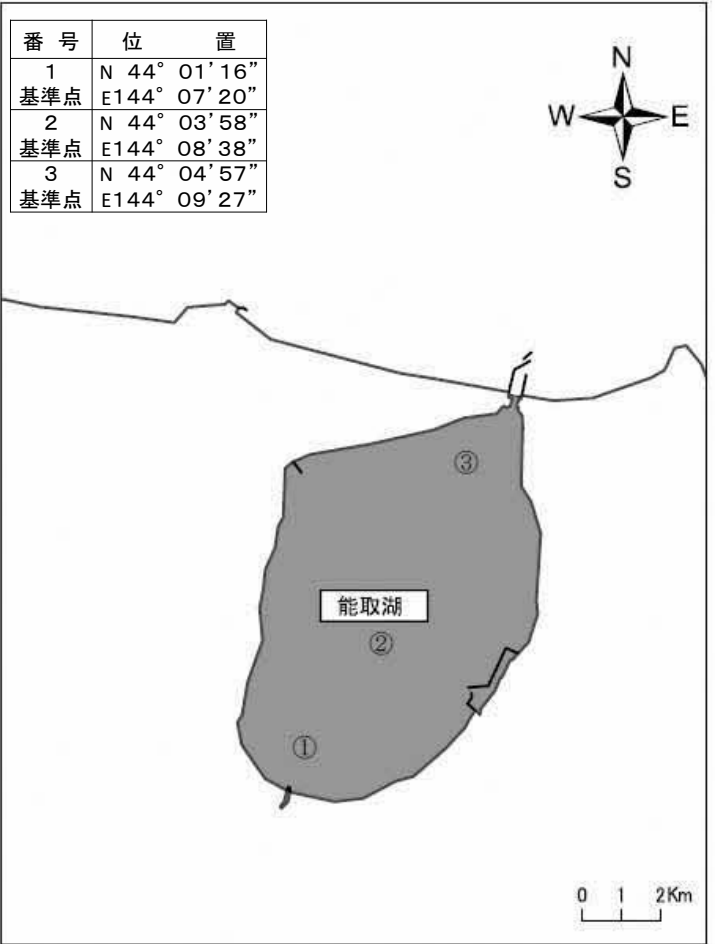 番 号 位 置
1 N 44° 01'16”
基準点 E144° 07'20”
2 N 44° 03'58”
基準点 E144° 08'38”
3 N 44° 04'57”
基準点 E144° 09'27”
N
W E
S
③
能取湖
②
①
0 1 2Km